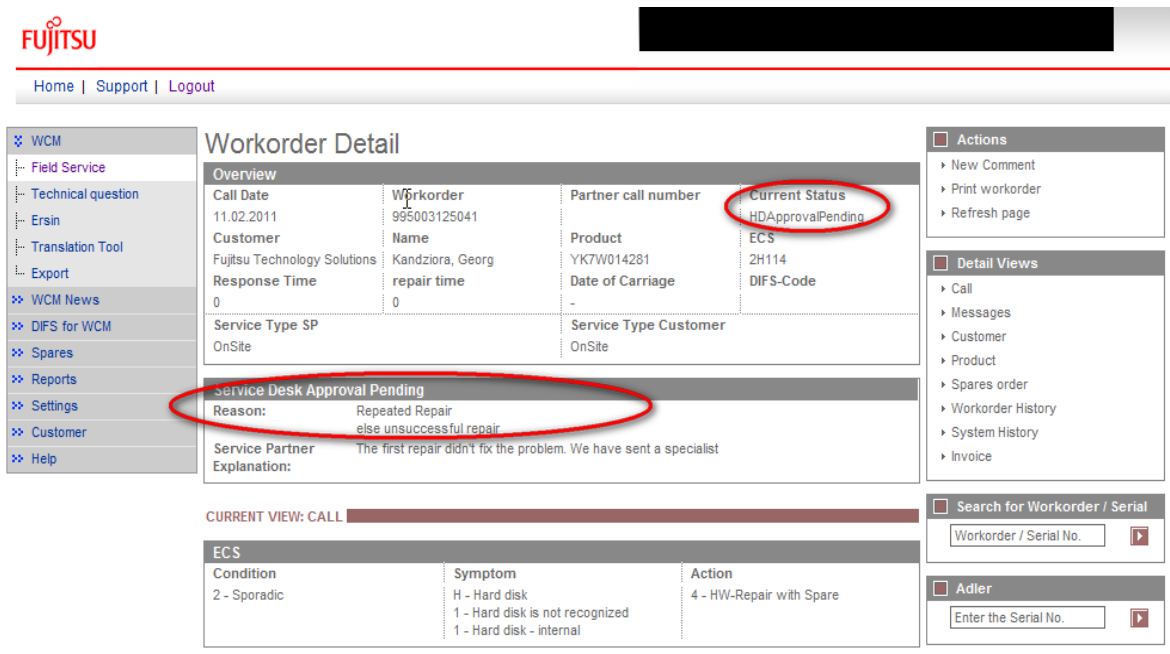 FUJITSU
Home | Support | Logout
WCM
Field Service
Technical question
Ersin
Translation Tool
Export
WCM News
DIFS for WCM
Spares
Reports
Settings
Customer
Help
Workorder Detail
Overview
Call Date Workorder Partner call number Current Status
11.02.2011 995003125041 HDApprovalPending
Customer Name Product ECS
Fujitsu Technology Solutions Kandziora, Georg YK7W014281 2H114
Response Time repair time Date of Carriage DIFS-Code
0 0 -
Service Type SP Service Type Customer
OnSite OnSite
Service Desk Approval Pending
Reason: Repeated Repair
else unsuccessful repair
Service Partner The first repair didn't fix the problem. We have sent a specialist
Explanation:
CURRENT VIEW: CALL
ECS
Condition Symptom Action
2 - Sporadic H - Hard disk 4 - HW-Repair with Spare
1 - Hard disk is not recognized
1 - Hard disk - internal
Actions
New Comment
Print workorder
Refresh page
Detail Views
Call
Messages
Customer
Product
Spares order
Workorder History
System History
Invoice
Search for Workorder / Serial
Workorder / Serial No.
Adler
Enter the Serial No.